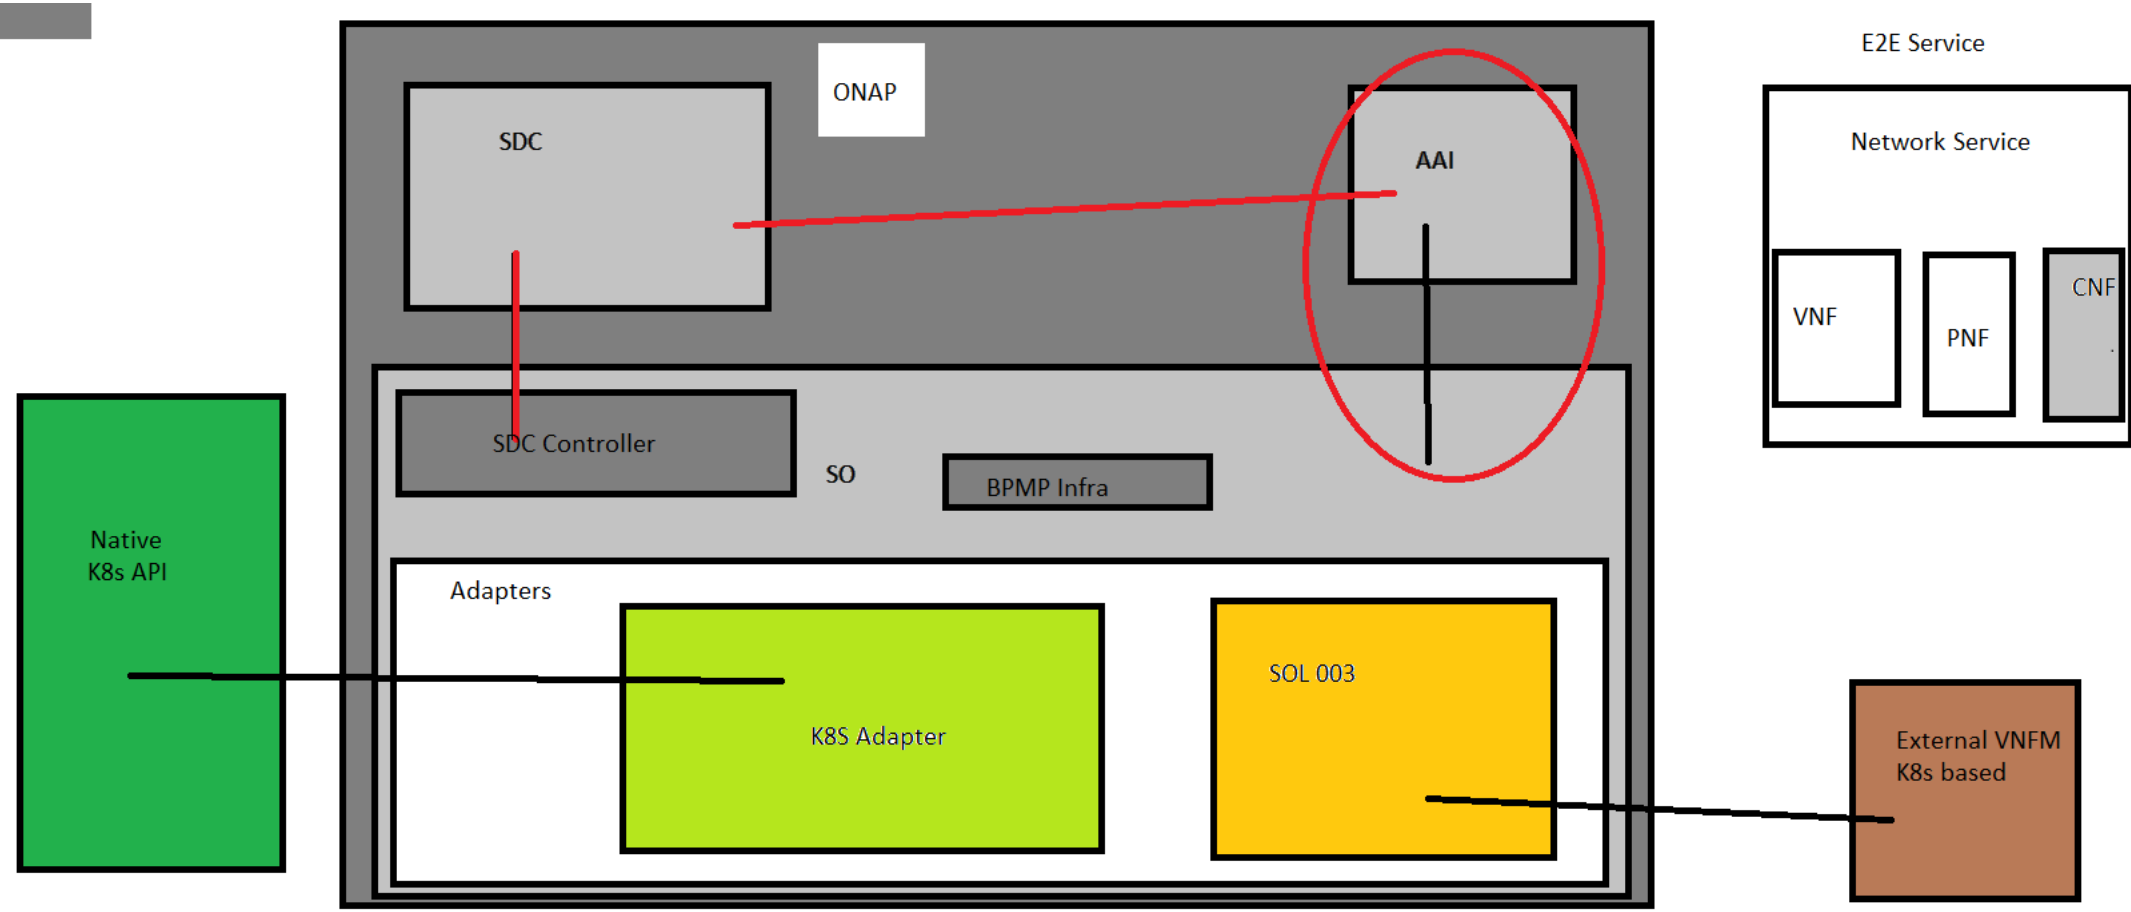 ONAP
SDC
AAI
E2E Service
Network Service
VNF
PNF
CNF
.
SDC Controller
SO
BPMP Infra
Native
K8s API
Adapters
K8S Adapter
SOL 003
External VNFM
K8s based